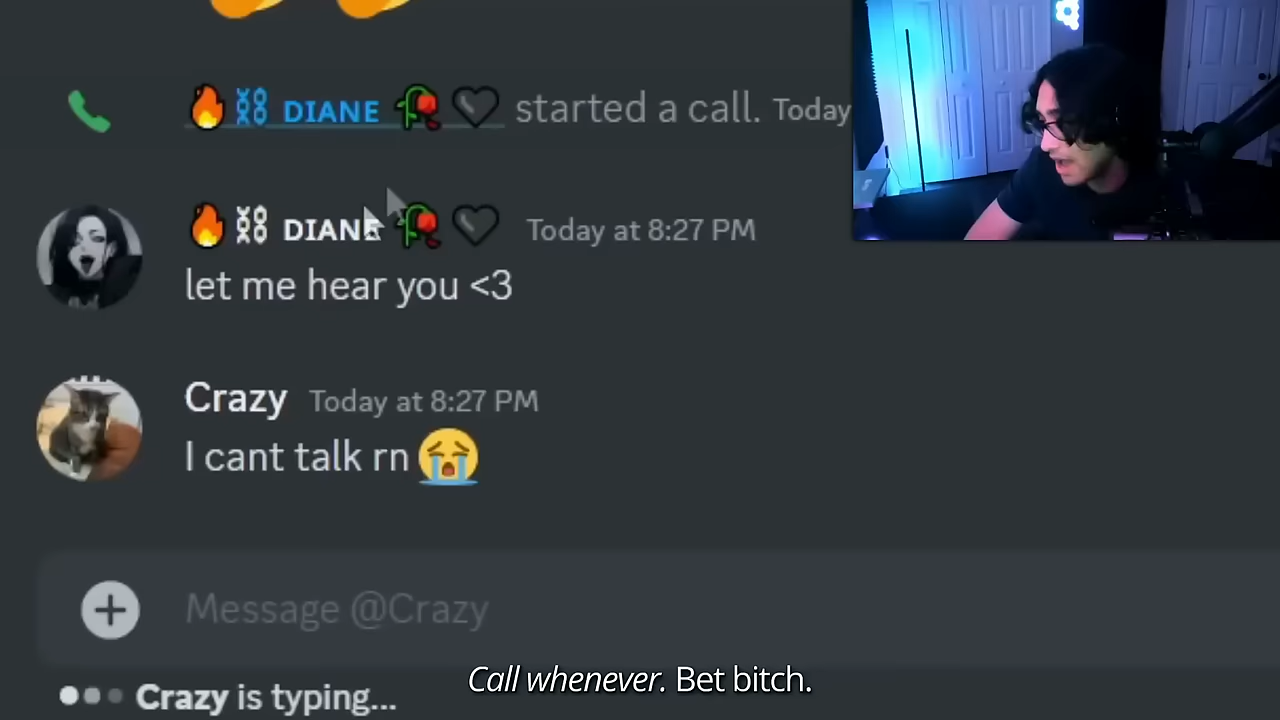 🔥⛓ DIANE 🥀🖤 started a call. Today
🔥⛓ DIANE 🥀🖤 Today at 8:27 PM
let me hear you <3
Crazy Today at 8:27 PM
I cant talk rn 😭
Message @Crazy
Call whenever. Bet bitch.
Crazy is typing...